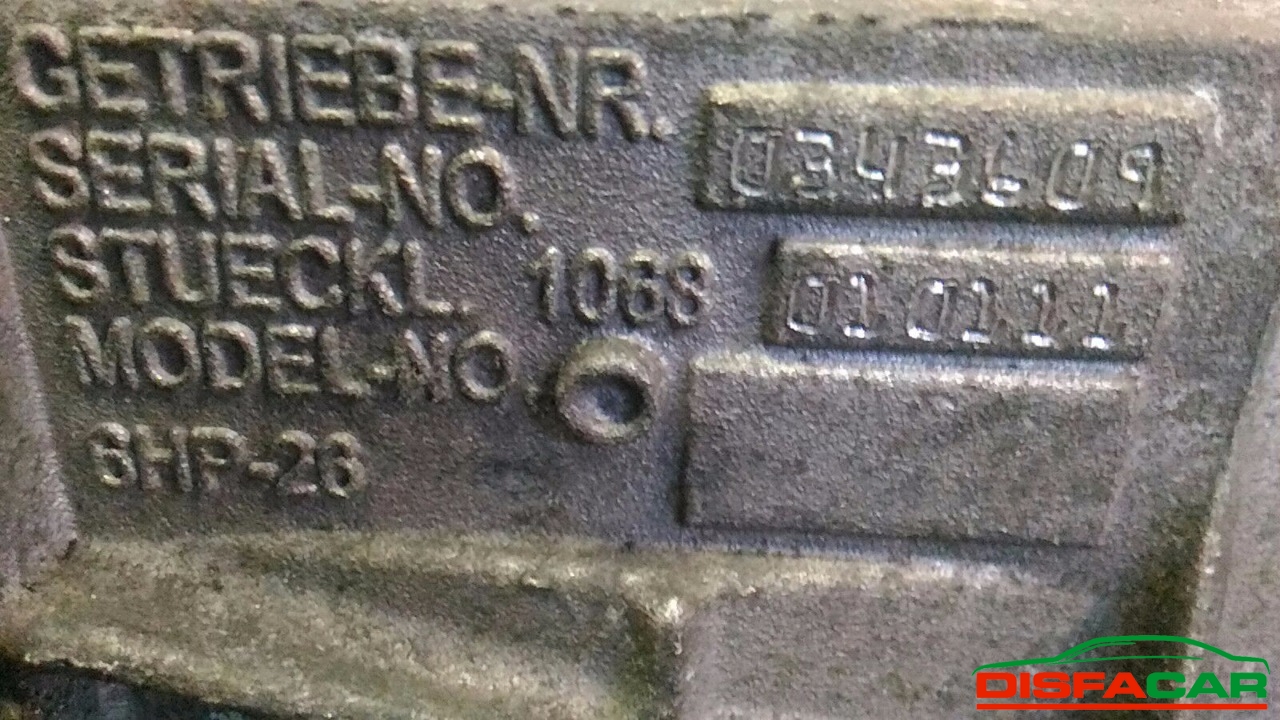 GETRIEBE-NR.
SERIAL-NO. 0343609
STUECKL. 1068 010111
MODEL-NO.
6HP-26
DISFACAR